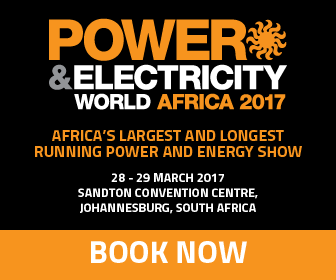 POWER
&ELECTRICITY
WORLD AFRICA 2017
AFRICA'S LARGEST AND LONGEST
RUNNING POWER AND ENERGY SHOW
28 - 29 MARCH 2017
SANDTON CONVENTION CENTRE,
JOHANNESBURG, SOUTH AFRICA
BOOK NOW